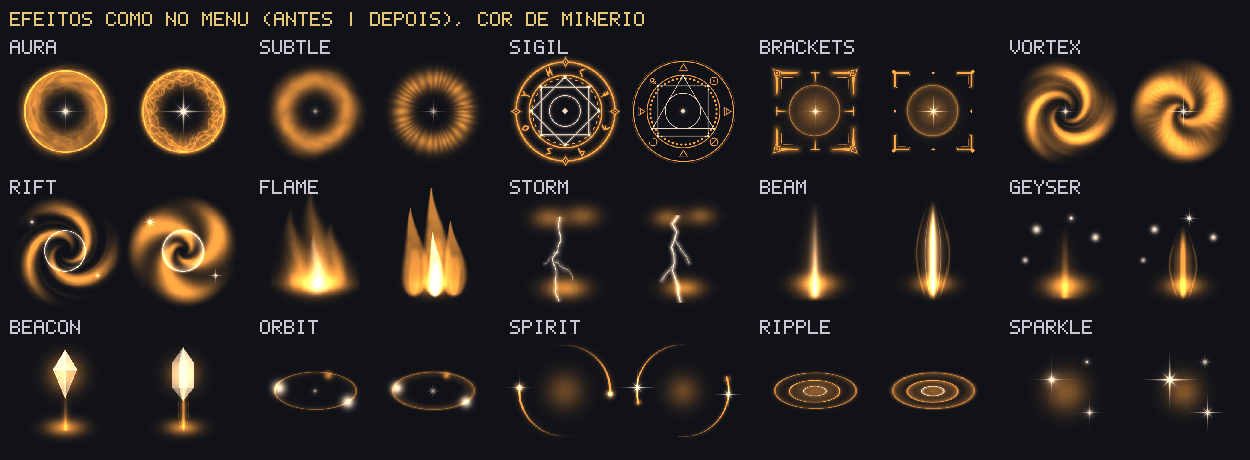 EFEITOS COMO NO MENU (ANTES | DEPOIS), COR DE MINERIO
AURA SUBTLE SIGIL BRACKETS VORTEX
RIFT FLAME STORM BEAM GEYSER
BEACON ORBIT SPIRIT RIPPLE SPARKLE